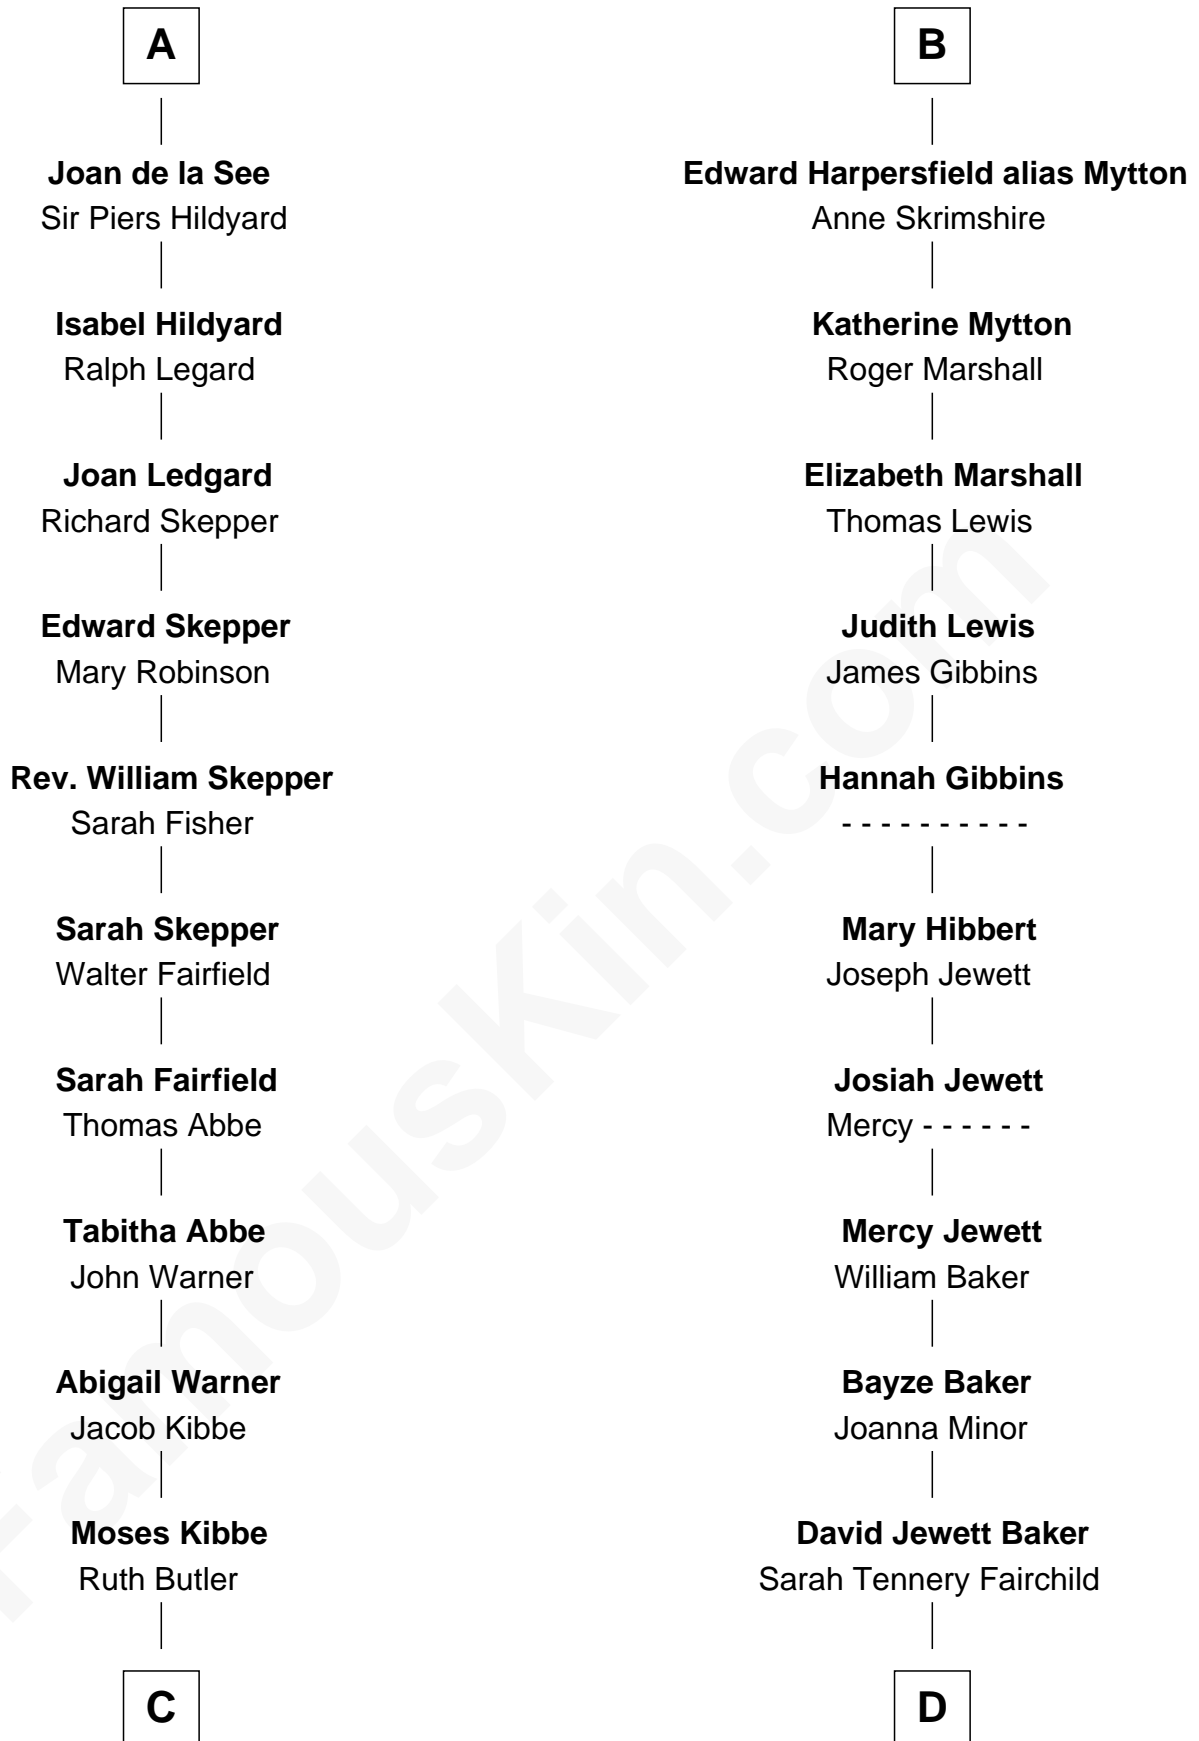 A
Joan de la See
Sir Piers Hildyard
Isabel Hildyard
Ralph Legard
Joan Ledgard
Richard Skepper
Edward Skepper
Mary Robinson
Rev. William Skepper
Sarah Fisher
Sarah Skepper
Walter Fairfield
Sarah Fairfield
Thomas Abbe
Tabitha Abbe
John Warner
Abigail Warner
Jacob Kibbe
Moses Kibbe
Ruth Butler
C
B
Edward Harpersfield alias Mytton
Anne Skrimshire
Katherine Mytton
Roger Marshall
Elizabeth Marshall
Thomas Lewis
Judith Lewis
James Gibbins
Hannah Gibbins
- - - - - - - - - -
Mary Hibbert
Joseph Jewett
Josiah Jewett
Mercy - - - - - -
Mercy Jewett
William Baker
Bayze Baker
Joanna Minor
David Jewett Baker
Sarah Tennery Fairchild
D
FamousKin.com